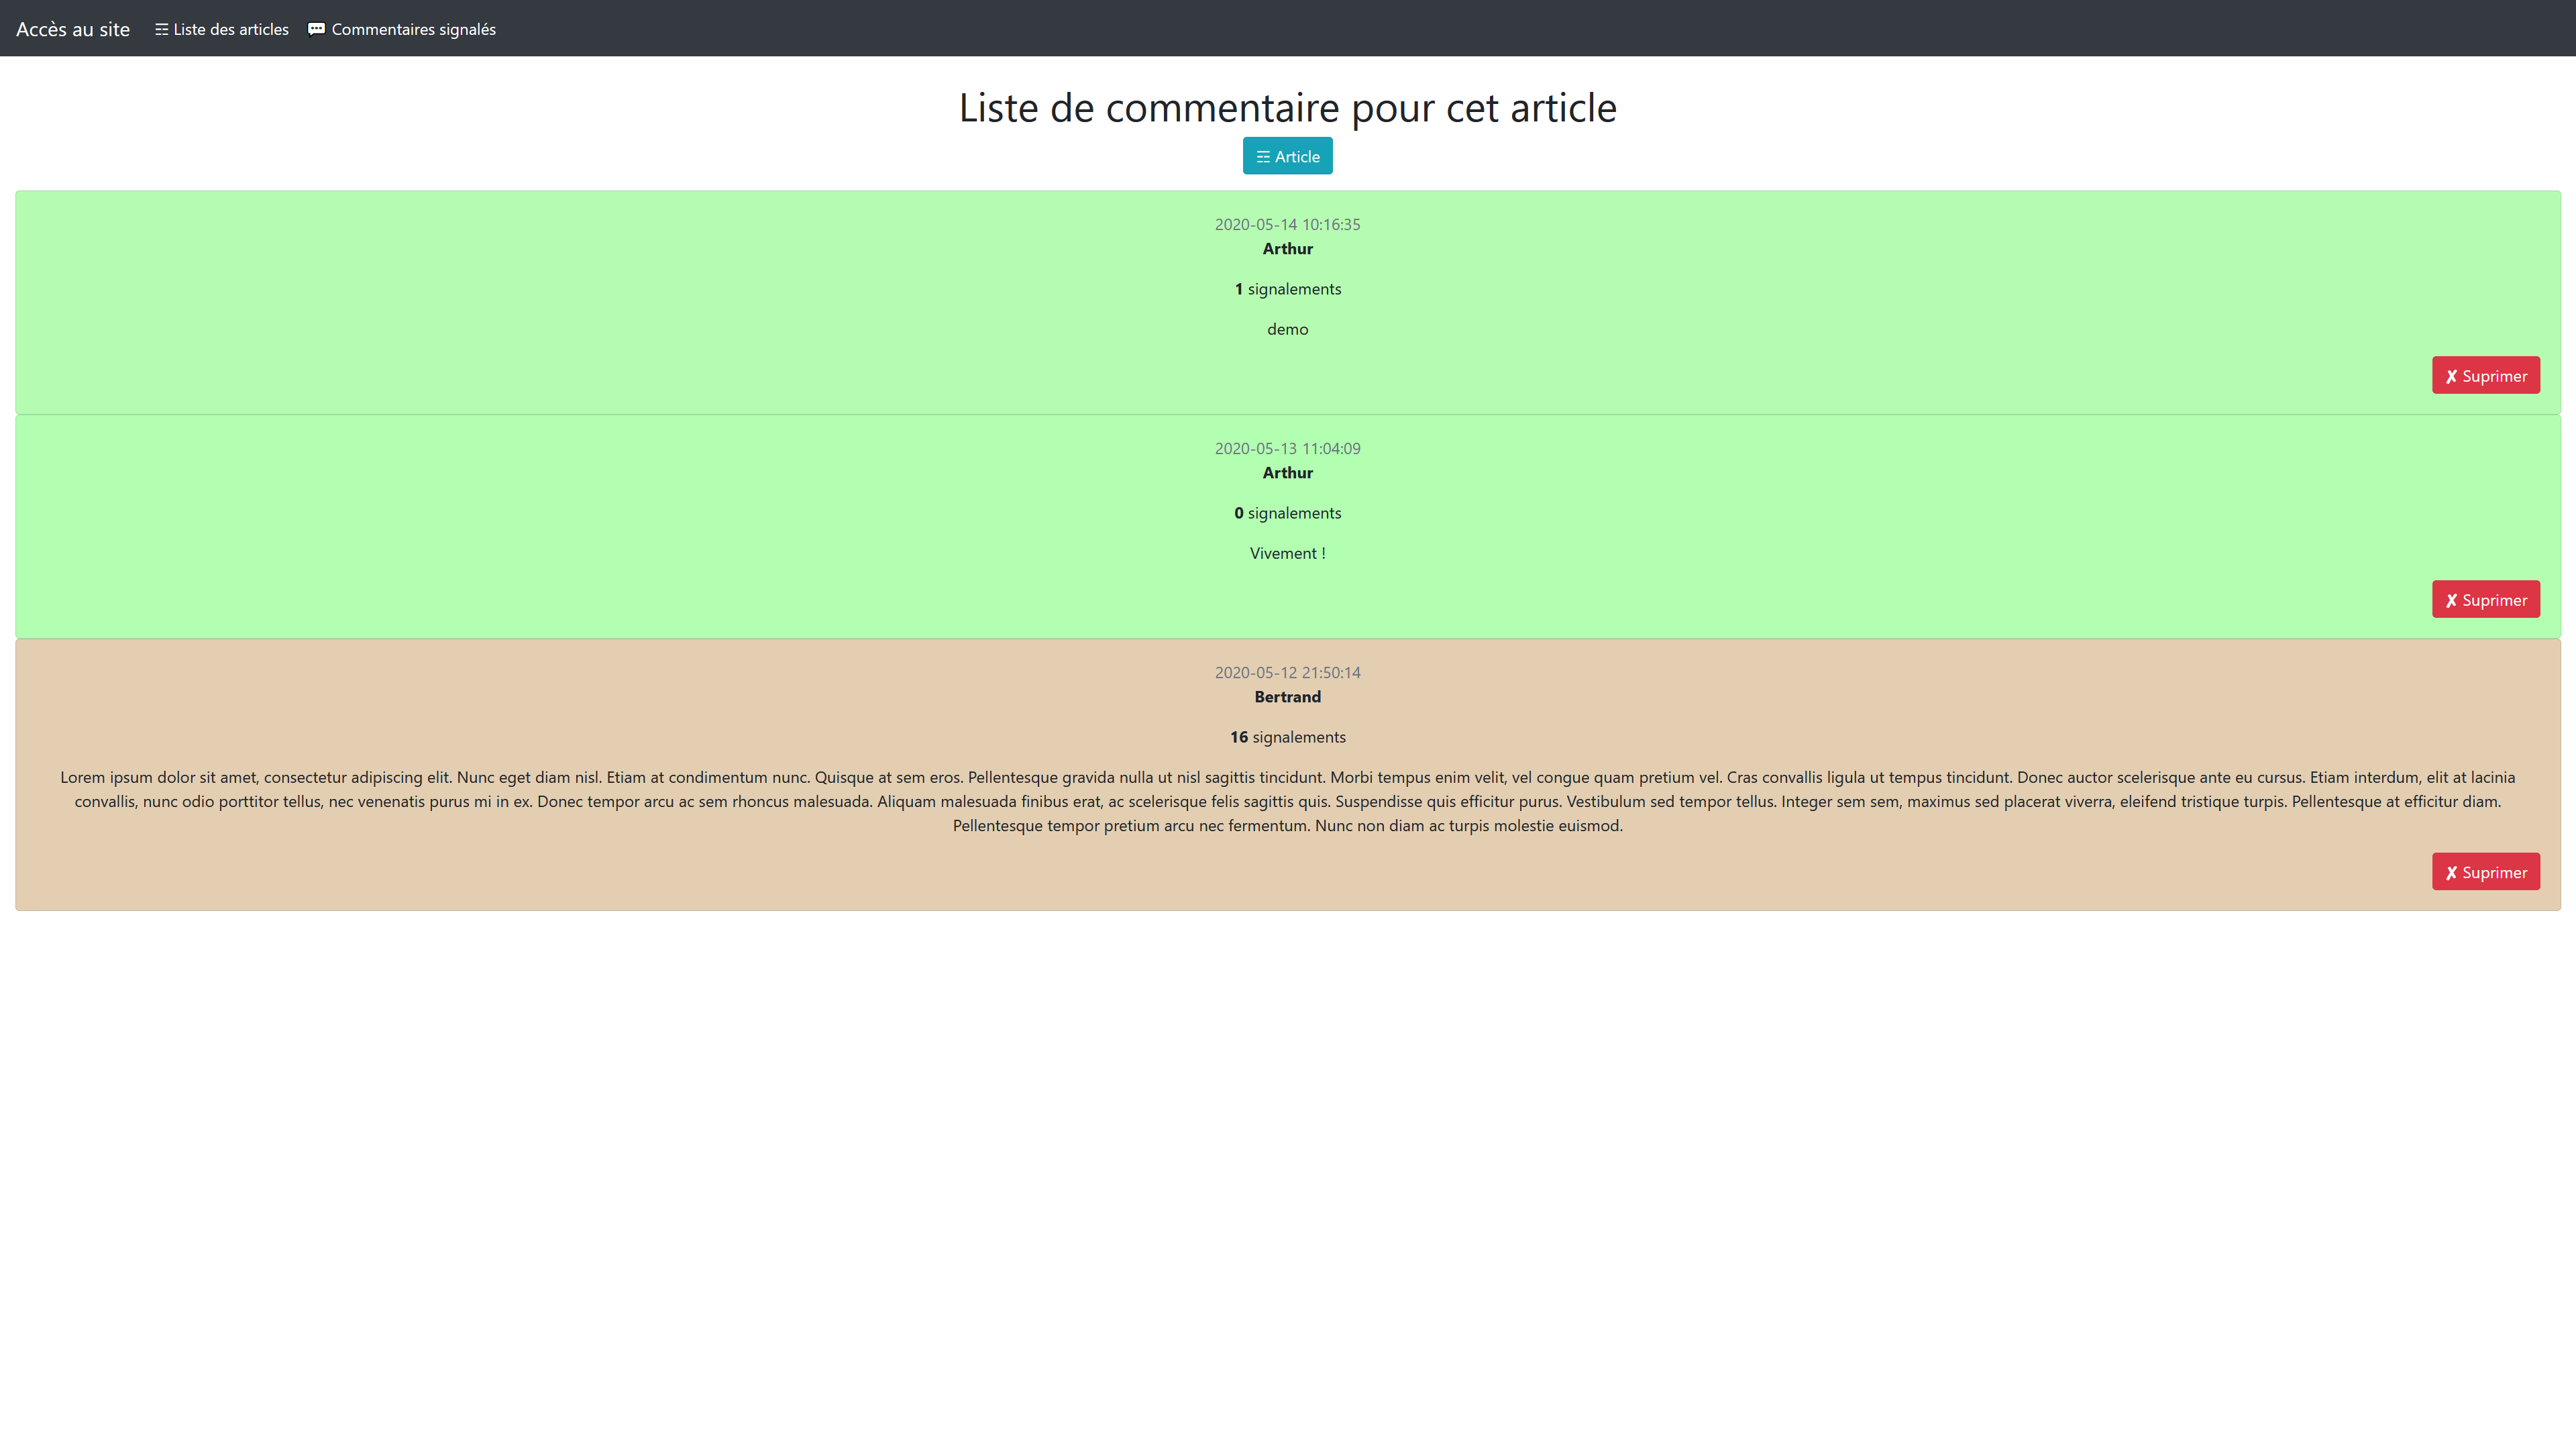 Accès au site ☲ Liste des articles 💬 Commentaires signalés
Liste de commentaire pour cet article
☲ Article
2020-05-14 10:16:35
Arthur
1 signalements
demo
✘ Suprimer
2020-05-13 11:04:09
Arthur
0 signalements
Vivement !
✘ Suprimer
2020-05-12 21:50:14
Bertrand
16 signalements
Lorem ipsum dolor sit amet, consectetur adipiscing elit. Nunc eget diam nisl. Etiam at condimentum nunc. Quisque at sem eros. Pellentesque gravida nulla ut nisl sagittis tincidunt. Morbi tempus enim velit, vel congue quam pretium vel. Cras convallis ligula ut tempus tincidunt. Donec auctor scelerisque ante eu cursus. Etiam interdum, elit at lacinia
convallis, nunc odio porttitor tellus, nec venenatis purus mi in ex. Donec tempor arcu ac sem rhoncus malesuada. Aliquam malesuada finibus erat, ac scelerisque felis sagittis quis. Suspendisse quis efficitur purus. Vestibulum sed tempor tellus. Integer sem sem, maximus sed placerat viverra, eleifend tristique turpis. Pellentesque at efficitur diam.
Pellentesque tempor pretium arcu nec fermentum. Nunc non diam ac turpis molestie euismod.
✘ Suprimer